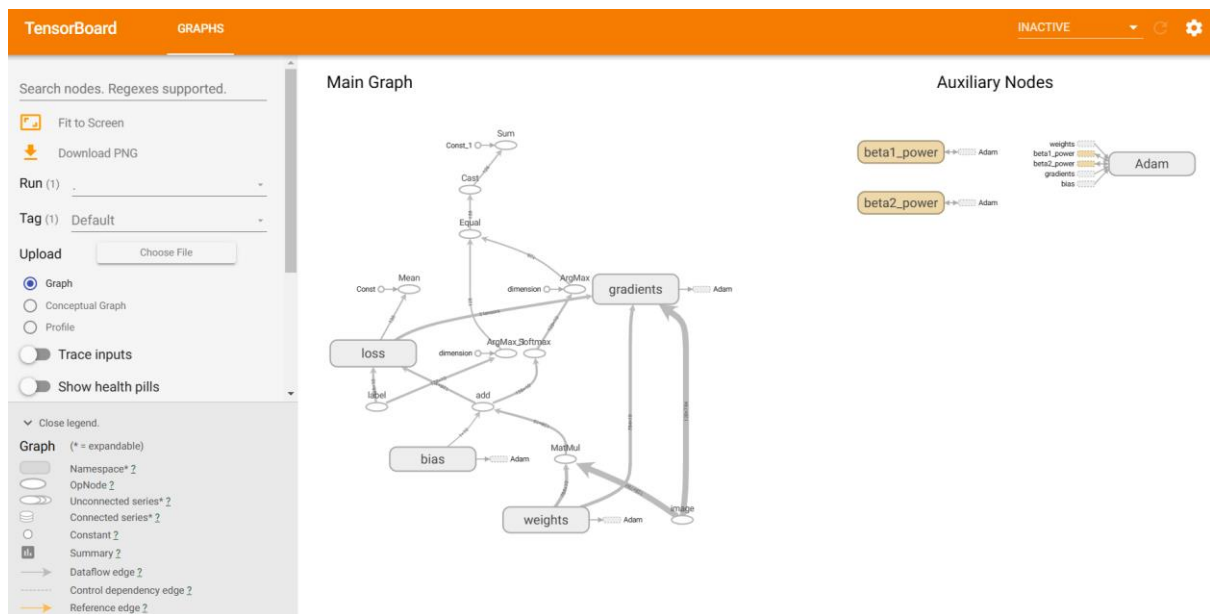 TensorBoard
GRAPHS
INACTIVE
Search nodes. Regexes supported.
Fit to Screen
Download PNG
Run (1) .
Tag (1) Default
Upload
Choose File
Graph
Conceptual Graph
Profile
Trace inputs
Show health pills
Close legend.
Graph (* = expandable)
Namespace* ?
OpNode ?
Unconnected series* ?
Connected series* ?
Constant ?
Summary ?
Dataflow edge ?
Control dependency edge ?
Reference edge ?
Main Graph
Sum
Const_1
Cast
Equal
Mean
Const
dimension
ArgMax
gradients
Adam
loss
dimension
ArgMax_1
Softmax
label
add
bias
Adam
MatMul
weights
Adam
image
Auxiliary Nodes
beta1_power
Adam
beta2_power
Adam
weights
beta1_power
beta2_power
gradients
bias
Adam